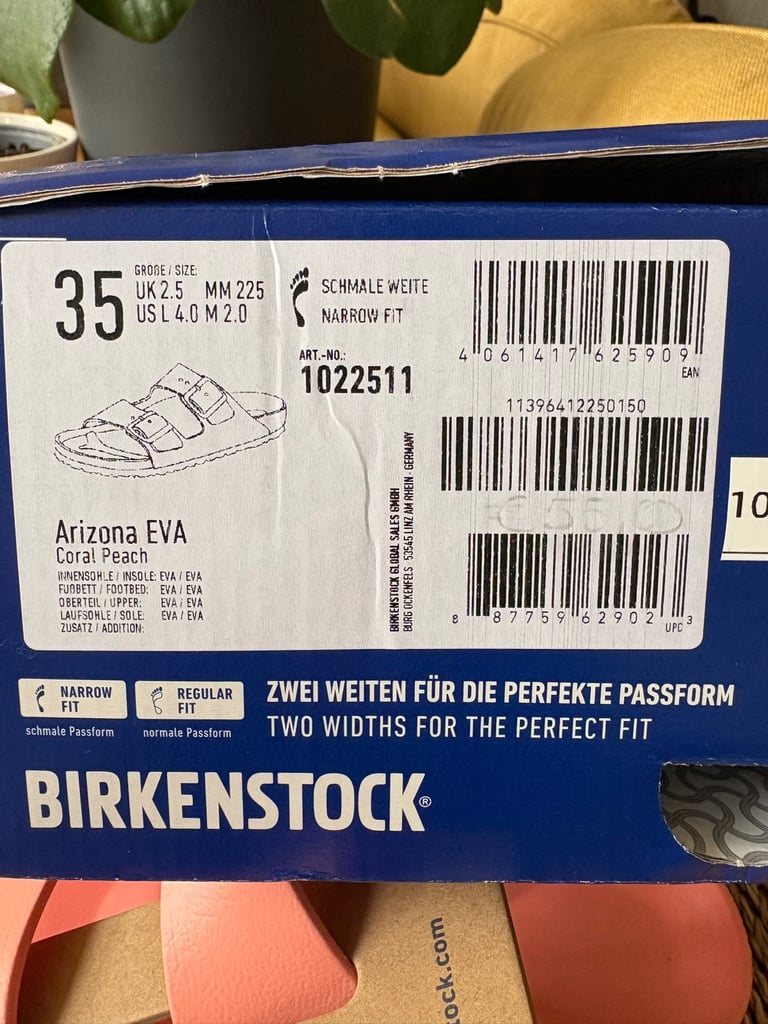 35
GRÖßE / SIZE:
UK 2.5 MM 225
US L 4.0 M 2.0
SCHMALE WEITE
NARROW FIT
ART.-NO.:
1022511
4 061417 625909
EAN
11396412250150
€ 56,00
8 87759 62902 3
UPC
BIRKENSTOCK GLOBAL SALES GMBH
BURG OCKENFELS · 53545 LINZ AM RHEIN · GERMANY
Arizona EVA
Coral Peach
INNENSOHLE / INSOLE: EVA / EVA
FUßBETT / FOOTBED: EVA / EVA
OBERTEIL / UPPER: EVA / EVA
LAUFSOHLE / SOLE: EVA / EVA
ZUSATZ / ADDITION:
10
NARROW
FIT
schmale Passform
REGULAR
FIT
normale Passform
ZWEI WEITEN FÜR DIE PERFEKTE PASSFORM
TWO WIDTHS FOR THE PERFECT FIT
BIRKENSTOCK®
ock.com